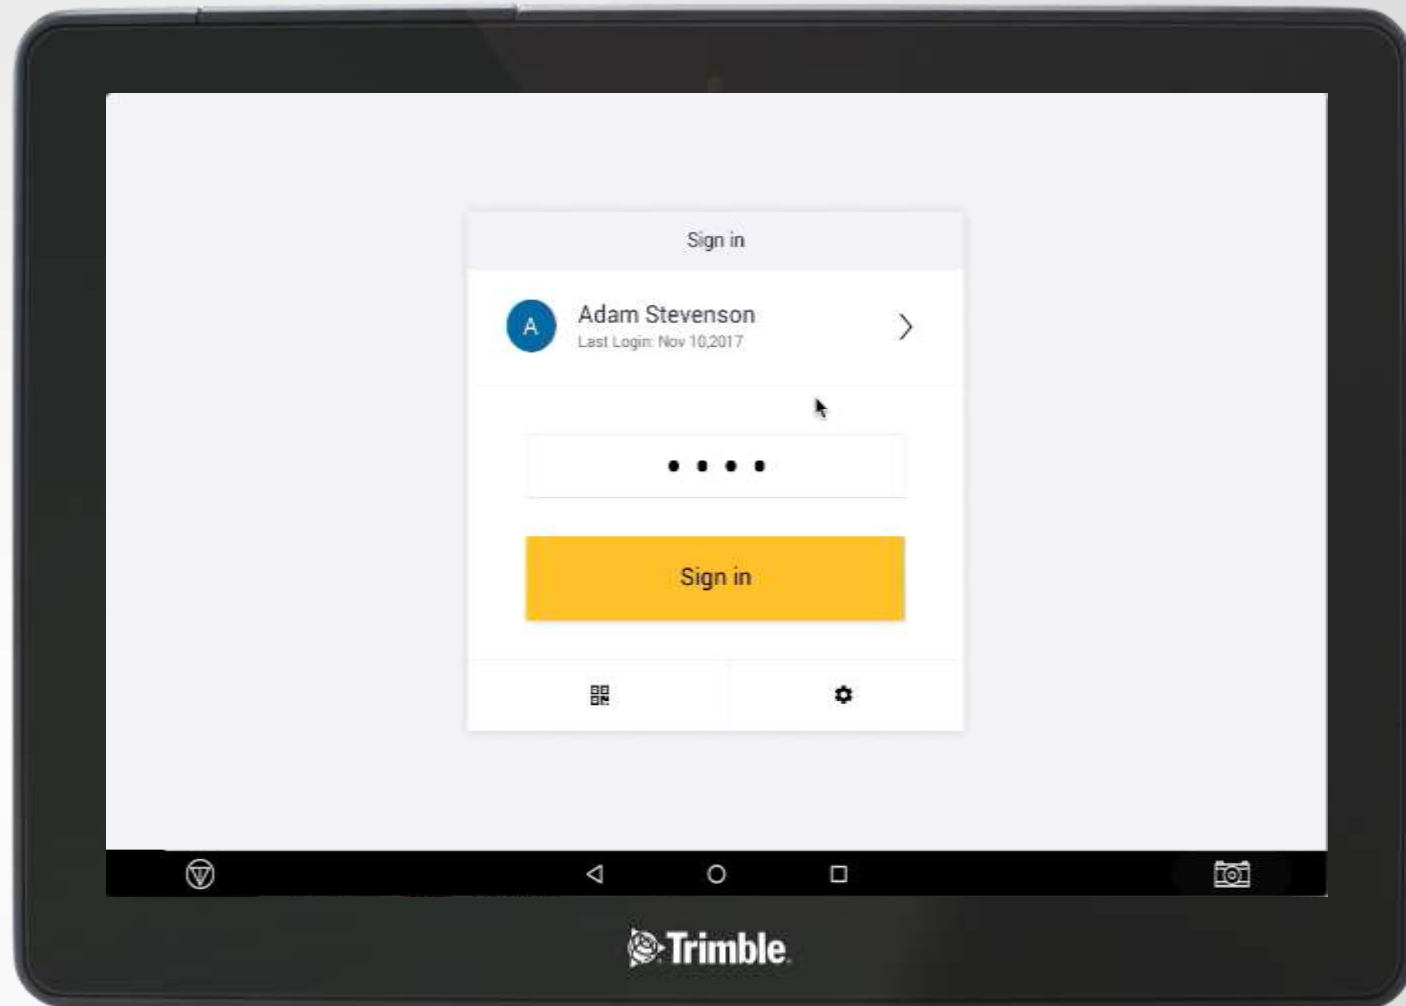 Sign in
Adam Stevenson
Last Login: Nov 10,2017
A
Sign in
Trimble